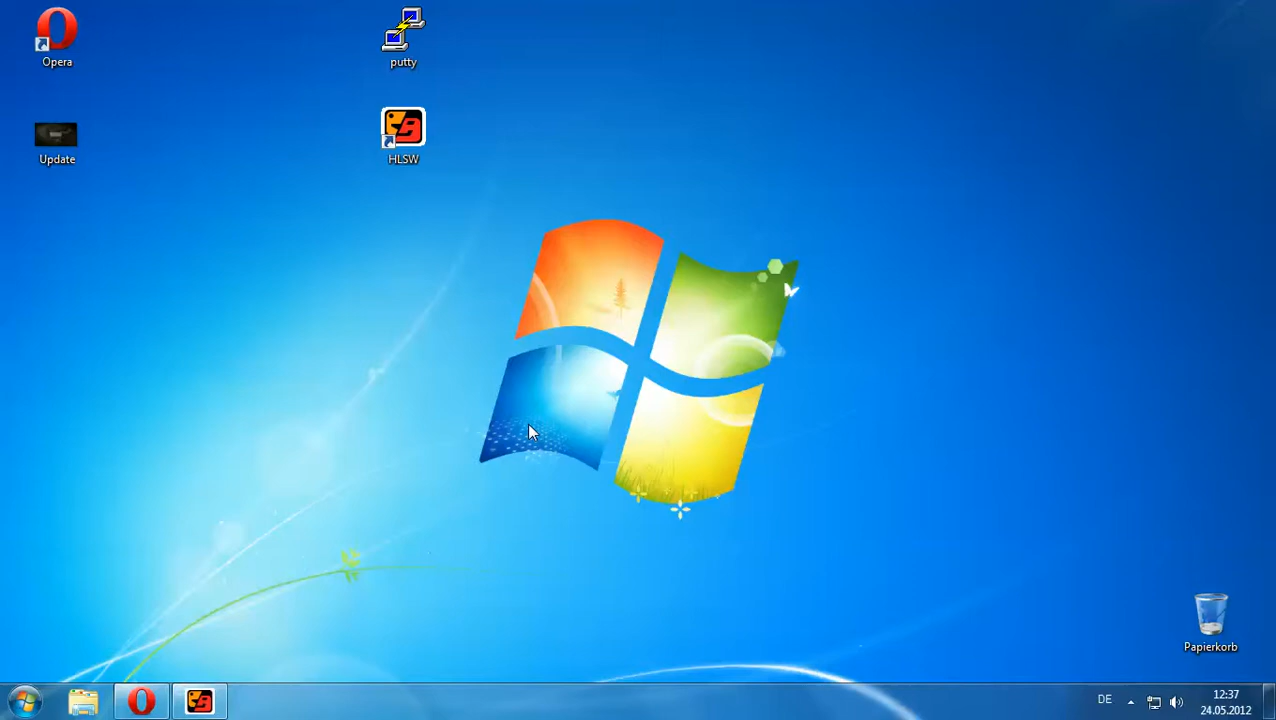 Opera
putty
Update
HLSW
Papierkorb
DE
12:37
24.05.2012